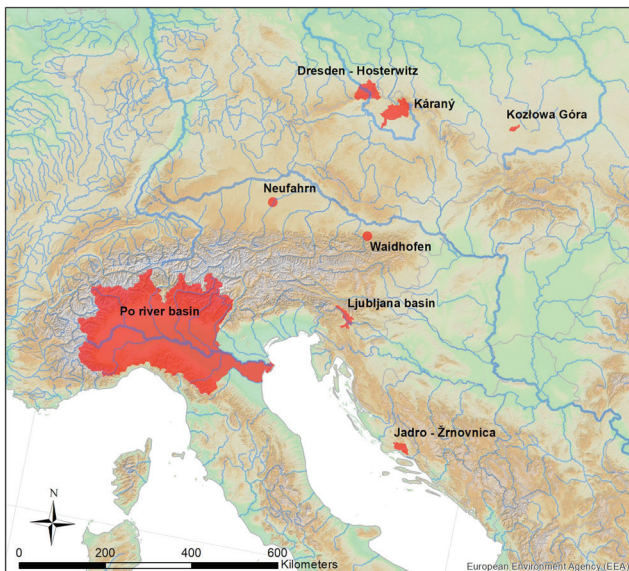 Dresden - Hosterwitz
Káraný
Kozłowa Góra
Neufahrn
Waidhofen
Ljubljana basin
Po river basin
Jadro - Žrnovnica
N
0 200 400 600
Kilometers
European Environment Agency (EEA)